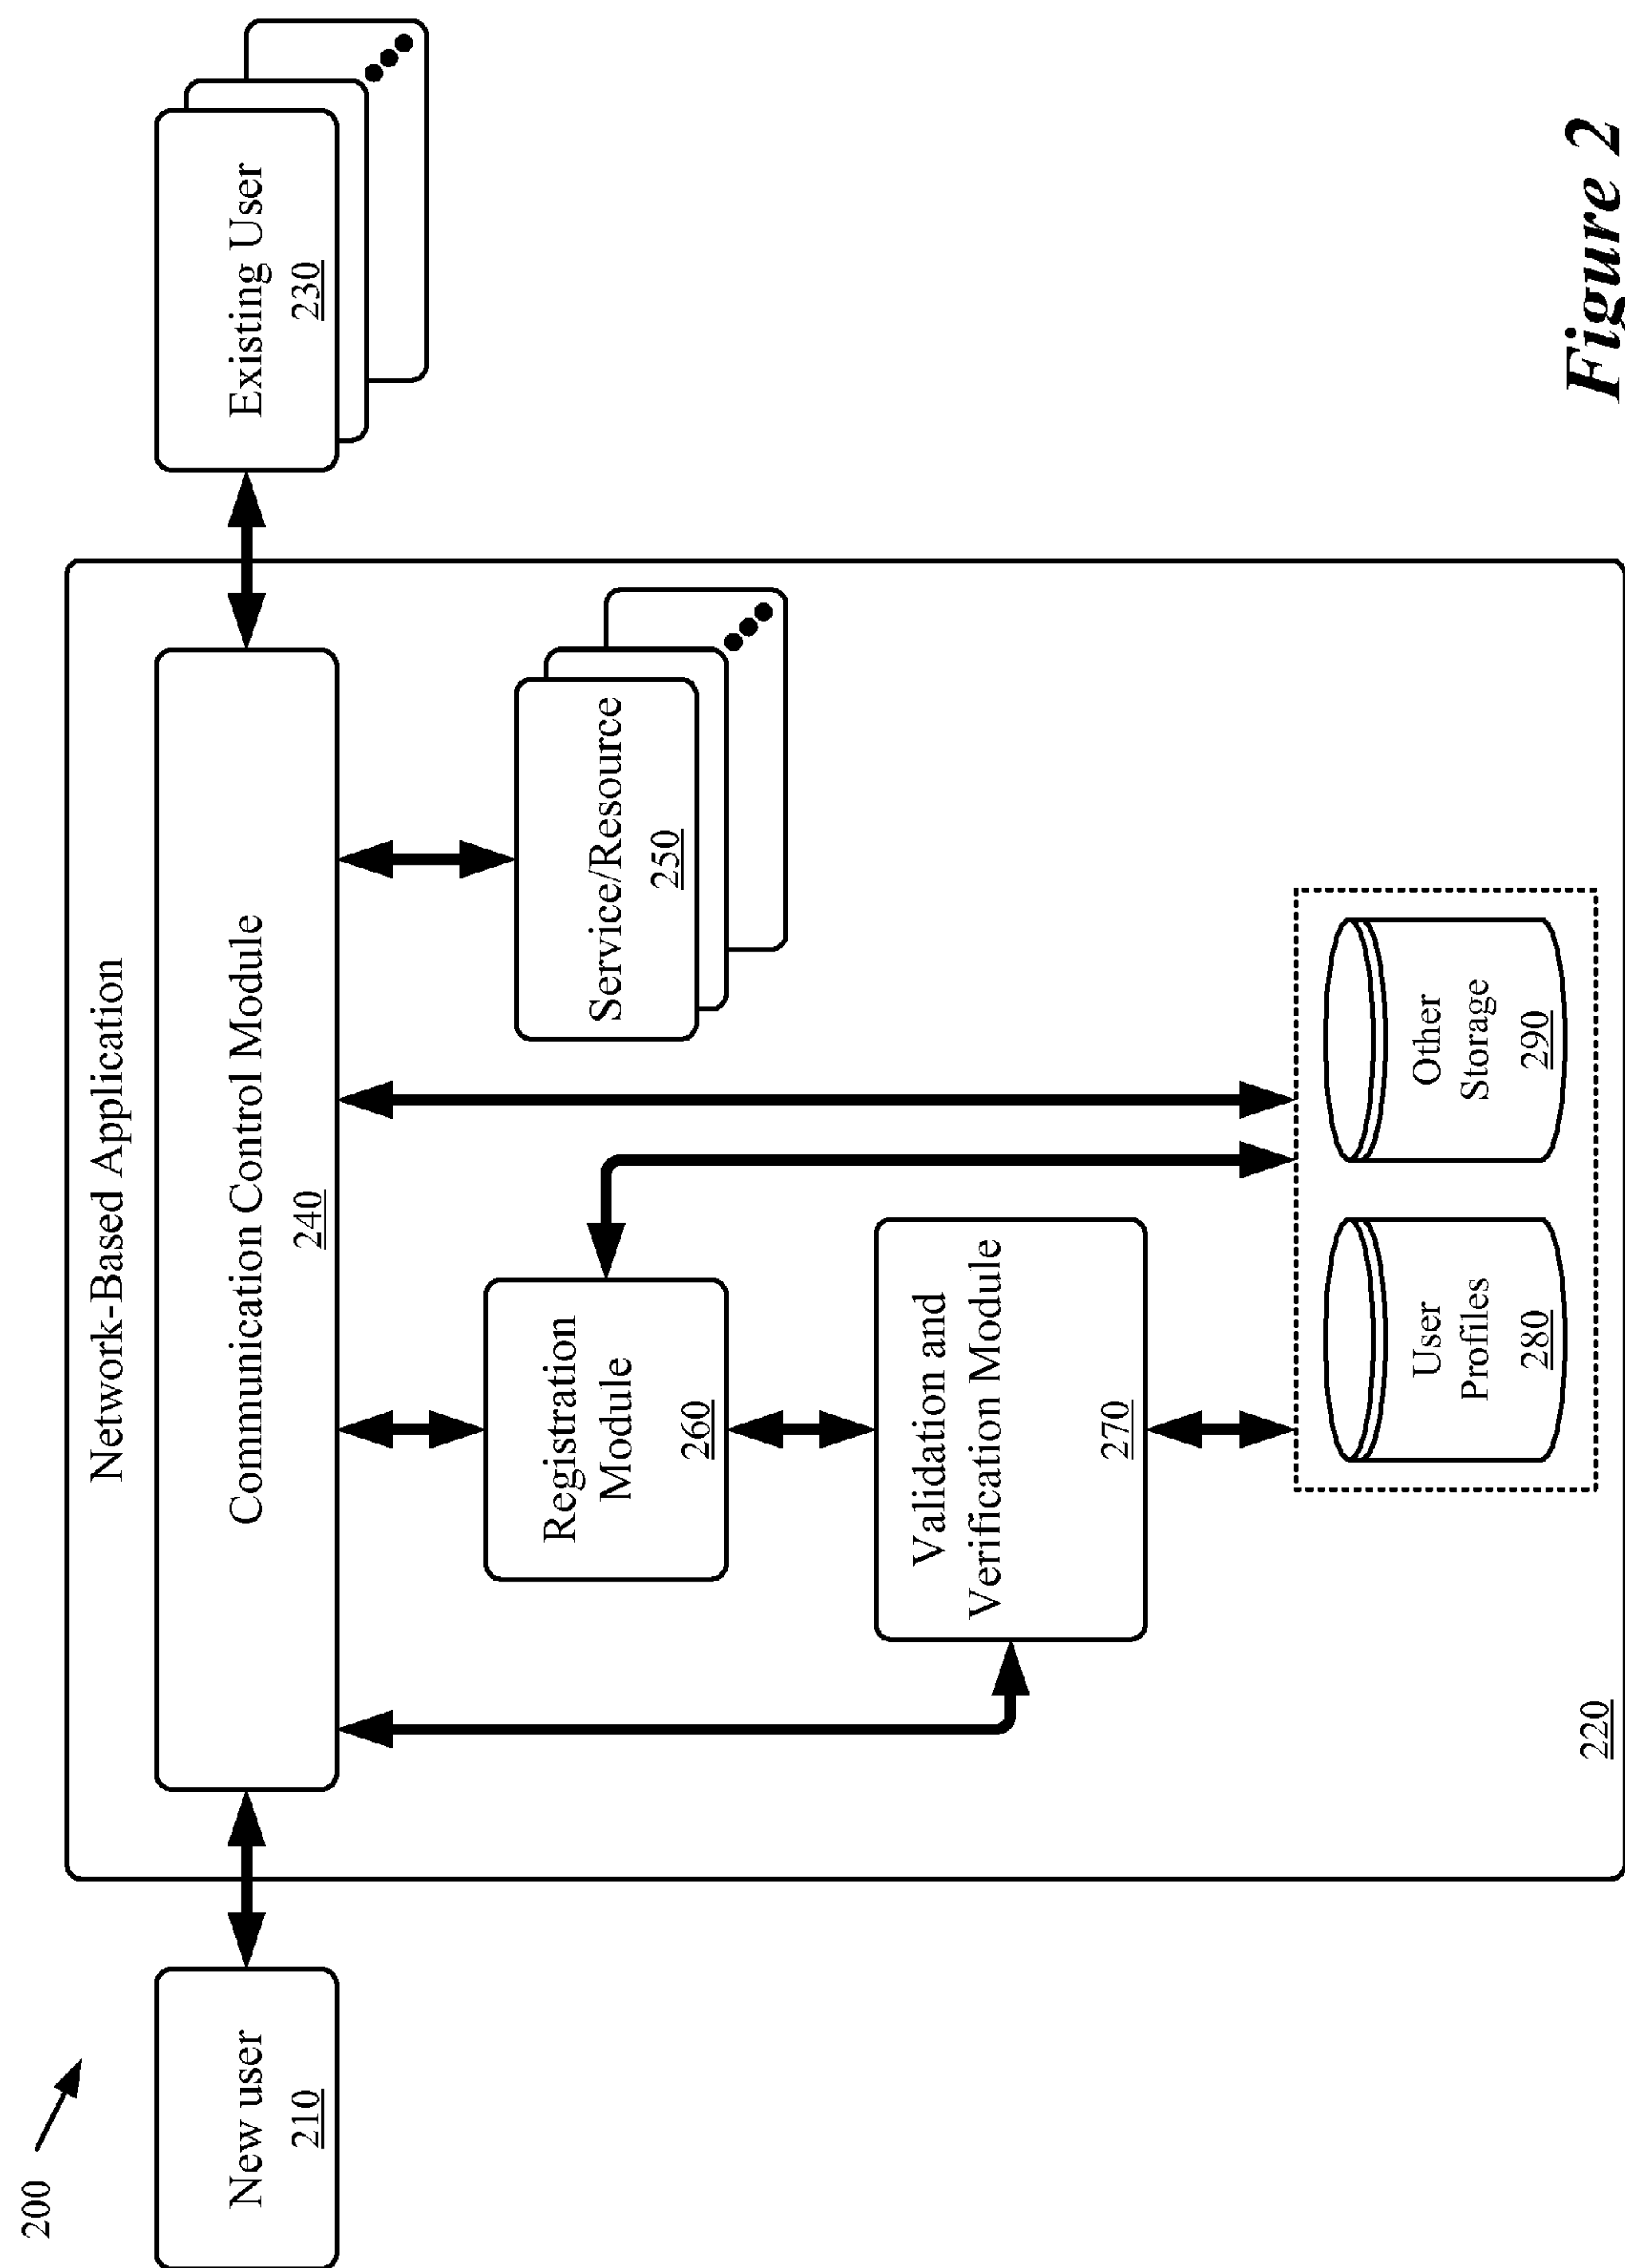 200
Network-Based Application
New user
210
Communication Control Module
240
Existing User
230
Registration
Module
260
Service/Resource
250
Validation and
Verification Module
270
User
Profiles
280
Other
Storage
290
220
Figure 2